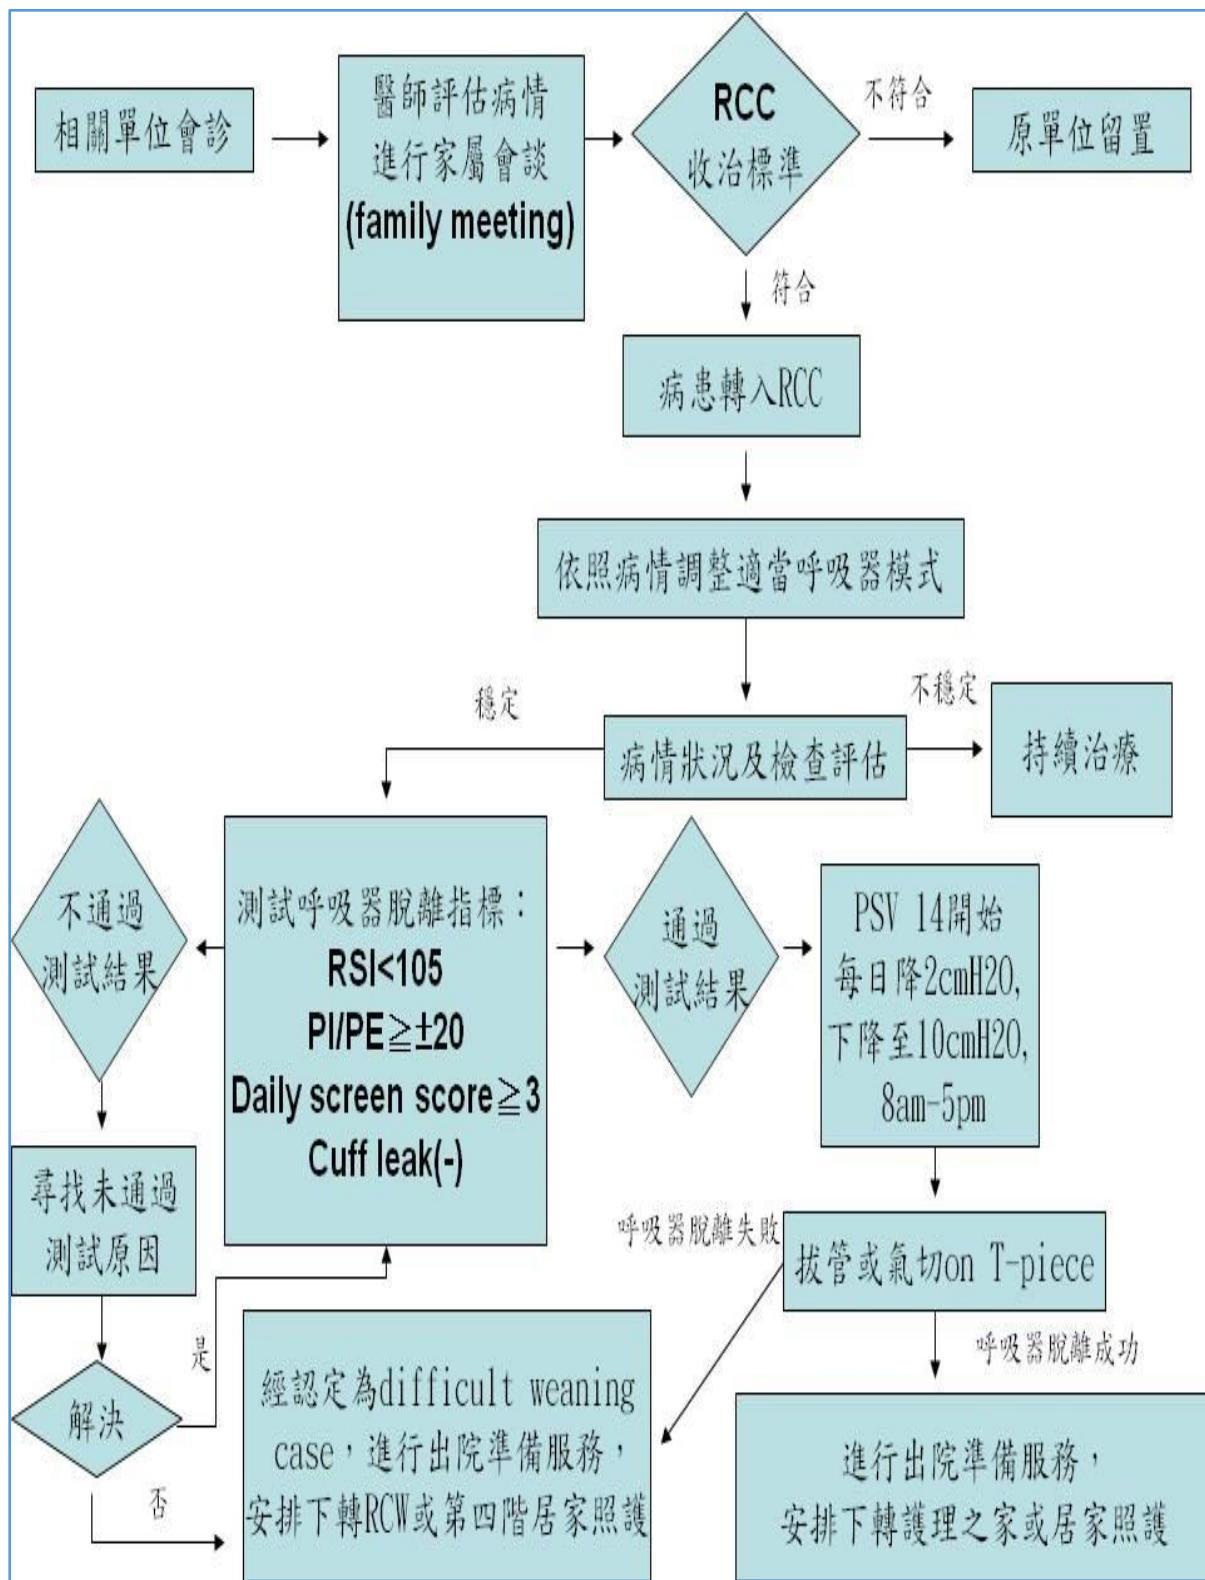 相關單位會診
醫師評估病情
進行家屬會談
(family meeting)
RCC
收治標準
不符合
原單位留置
符合
病患轉入RCC
依照病情調整適當呼吸器模式
穩定
不穩定
病情狀況及檢查評估
持續治療
不通過
測試結果
測試呼吸器脫離指標：
RSI<105
PI/PE≧±20
Daily screen score≧3
Cuff leak(-)
通過
測試結果
PSV 14開始
每日降2cmH2O,
下降至10cmH2O,
8am-5pm
尋找未通過
測試原因
呼吸器脫離失敗
拔管或氣切on T-piece
呼吸器脫離成功
解決
是
否
經認定為difficult weaning
case，進行出院準備服務，
安排下轉RCW或第四階居家照護
進行出院準備服務，
安排下轉護理之家或居家照護